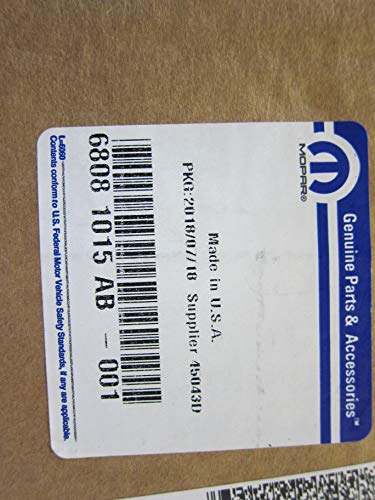 MOPAR®
Genuine Parts & Accessories™
Made in U.S.A.
PKG:2018/07/18 Supplier 45043D
6808 1015 AB - 001
L=6060
Contents conform to U.S. Federal Motor Vehicle Safety Standards, if any are applicable.